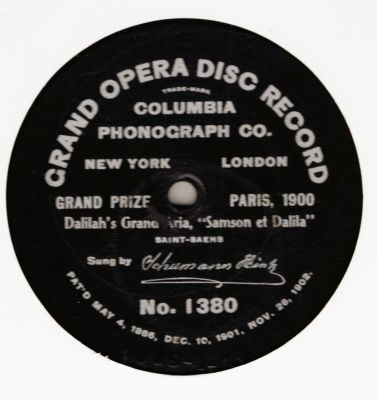 GRAND OPERA DISC RECORD
TRADE-MARK
COLUMBIA
PHONOGRAPH CO.
NEW YORK LONDON
GRAND PRIZE PARIS, 1900
Dalilah's Grand Aria, "Samson et Dalila"
SAINT-SAENS
Sung by Schumann Heink
No. 1380
PAT'D MAY 4, 1886, DEC. 10, 1901, NOV. 26, 1902.